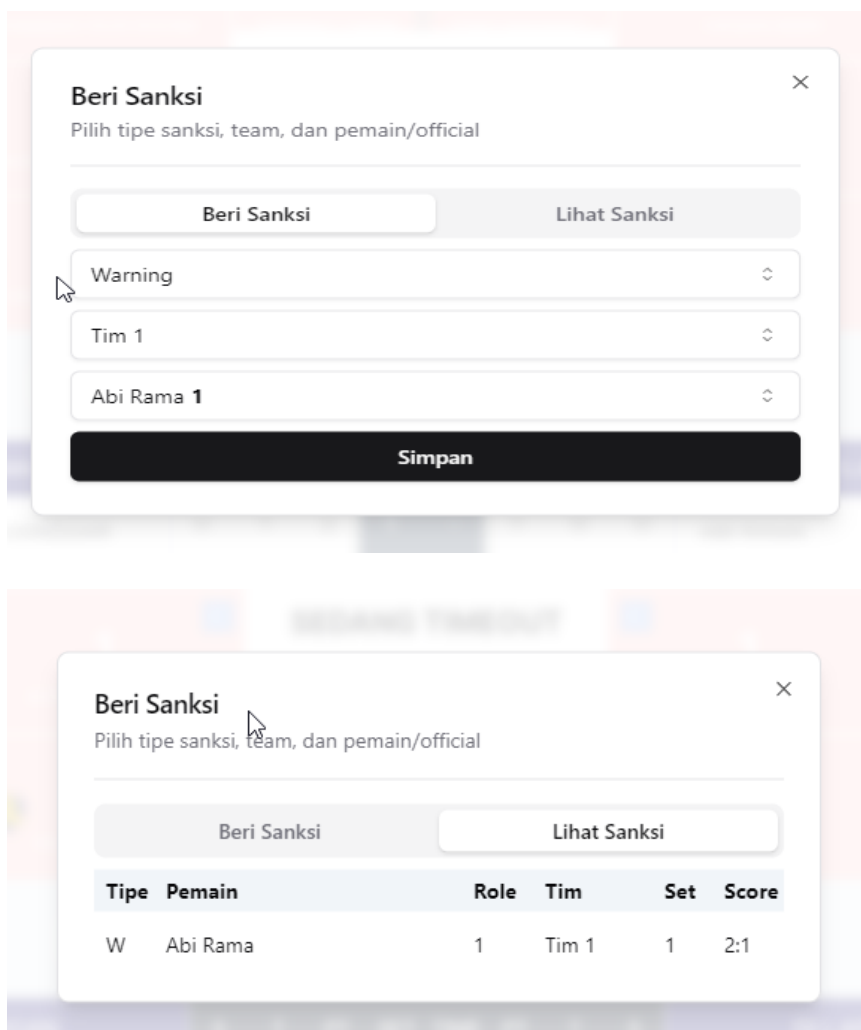 Beri Sanksi
Pilih tipe sanksi, team, dan pemain/official
Beri Sanksi Lihat Sanksi
Warning
Tim 1
Abi Rama 1
Simpan
SEDANG TIMEOUT
Beri Sanksi
Pilih tipe sanksi, team, dan pemain/official
Beri Sanksi Lihat Sanksi
Tipe Pemain Role Tim Set Score
W Abi Rama 1 Tim 1 1 2:1